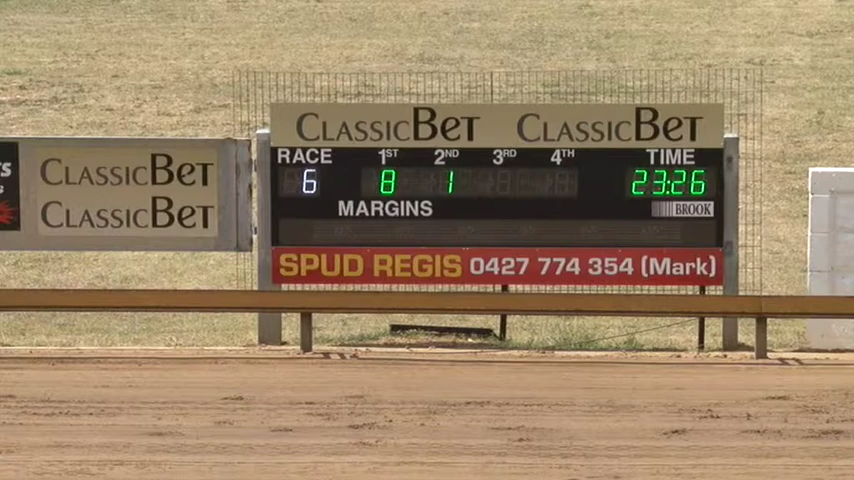 CLASSICBET CLASSICBET
RACE 1ST 2ND 3RD 4TH TIME
6 8 1 23:26
MARGINS BROOK
SPUD REGIS 0427 774 354 (Mark)
CLASSICBET
CLASSICBET